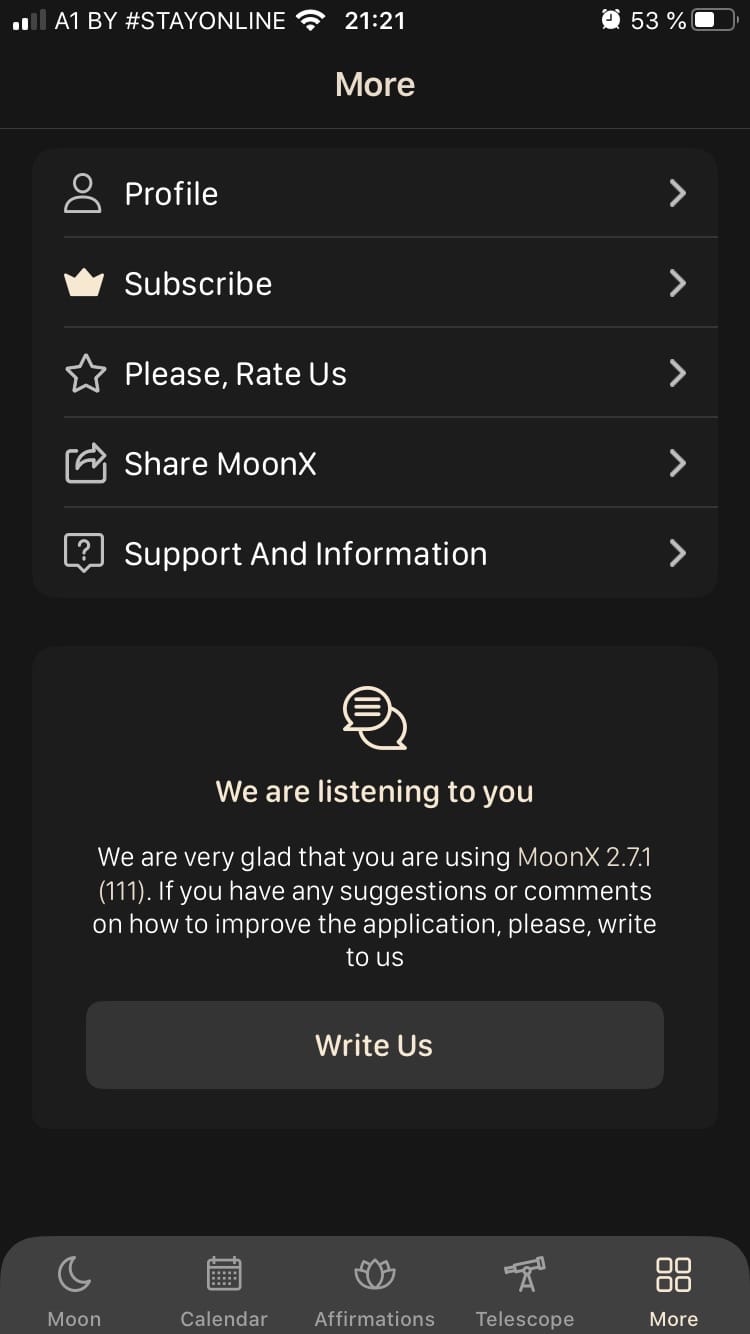 A1 BY #STAYONLINE 21:21 53 %
More
Profile
Subscribe
Please, Rate Us
Share MoonX
? Support And Information
We are listening to you
We are very glad that you are using MoonX 2.7.1
(111). If you have any suggestions or comments
on how to improve the application, please, write
to us
Write Us
Moon Calendar Affirmations Telescope More